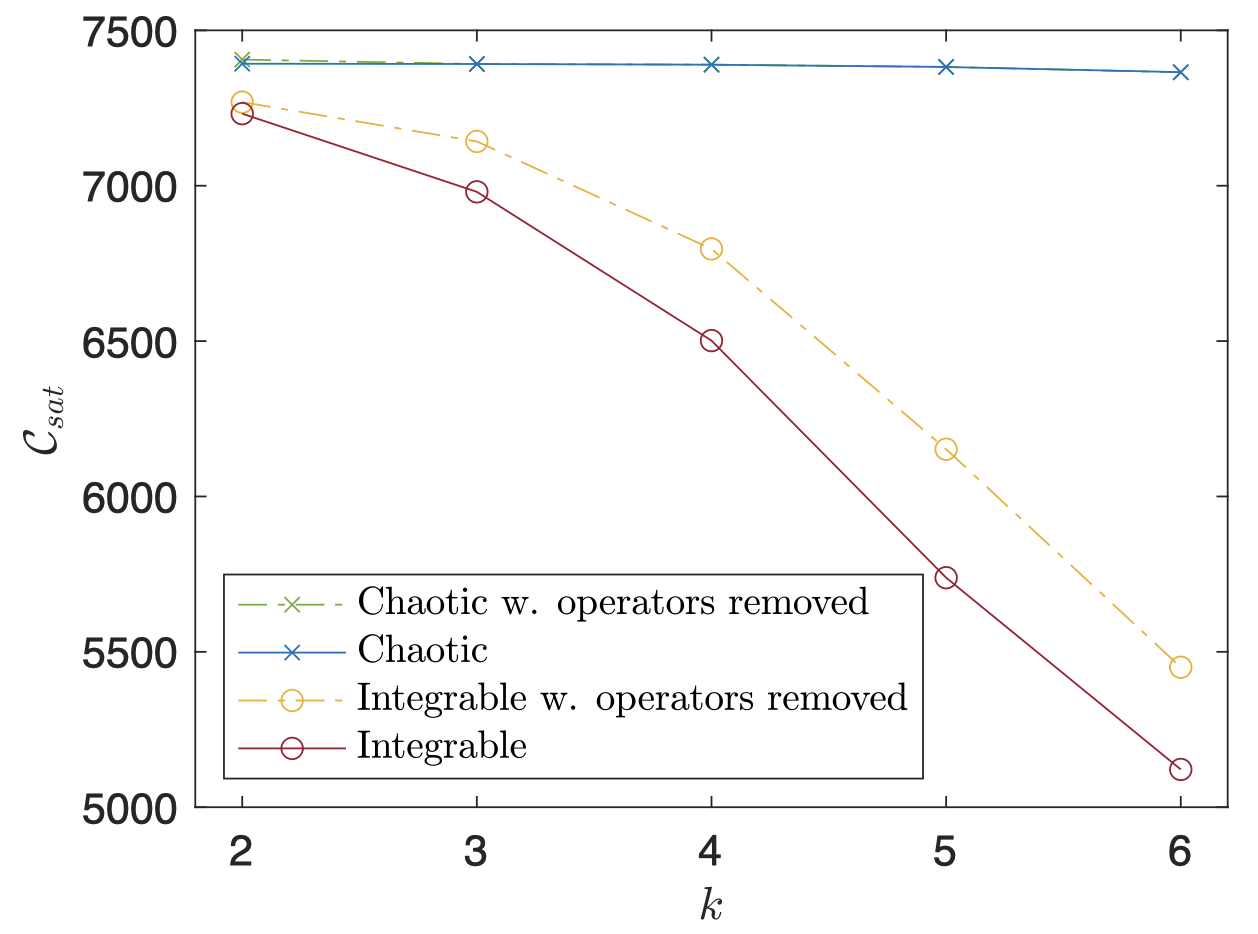 7500
7000
6500
6000
5500
5000
𝒞sat
Chaotic w. operators removed
Chaotic
Integrable w. operators removed
Integrable
2 3 4 5 6
k